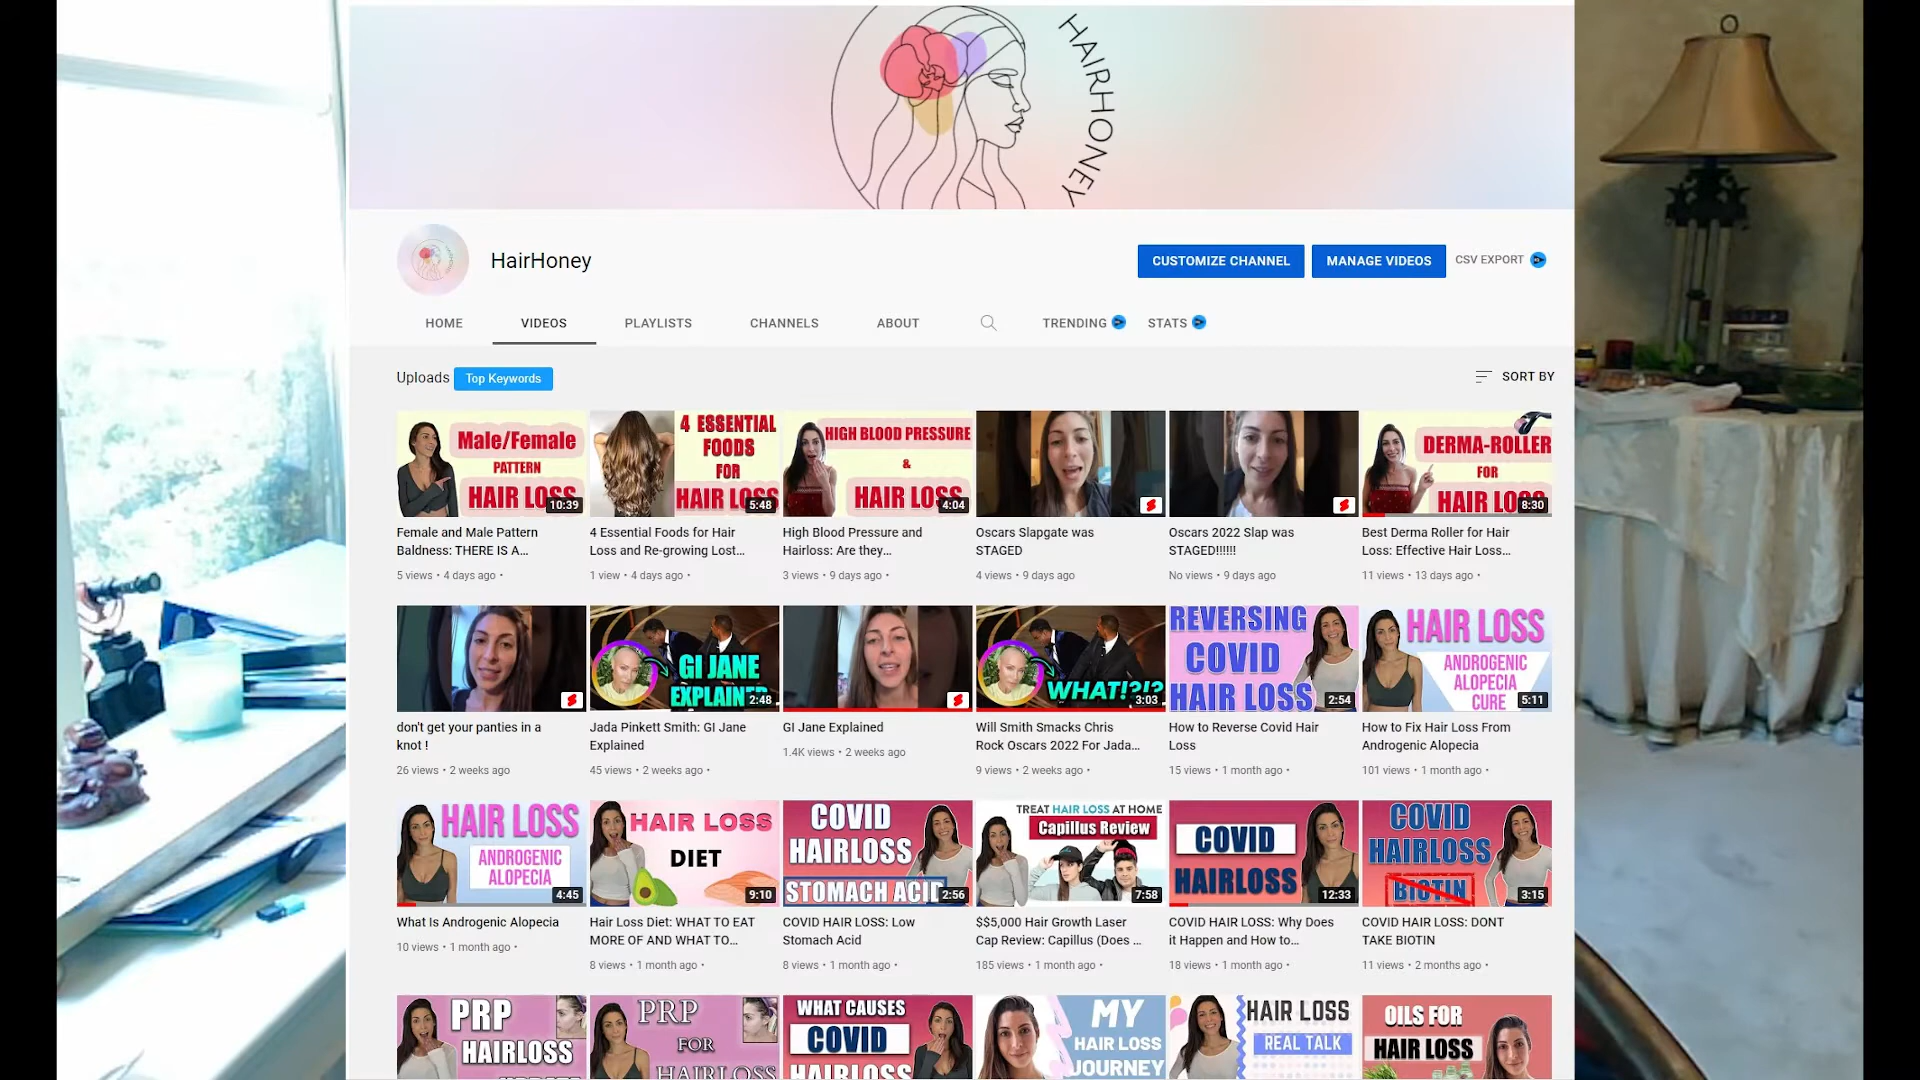 HAIRHONEY
HairHoney
CUSTOMIZE CHANNEL
MANAGE VIDEOS
CSV EXPORT
HOME
VIDEOS
PLAYLISTS
CHANNELS
ABOUT
TRENDING
STATS
Uploads
Top Keywords
SORT BY
Male/Female
PATTERN
HAIR LOSS
10:39
Female and Male Pattern
Baldness: THERE IS A...
5 views • 4 days ago •
4 ESSENTIAL
FOODS
FOR
HAIR LOSS
5:48
4 Essential Foods for Hair
Loss and Re-growing Lost...
1 view • 4 days ago •
HIGH BLOOD PRESSURE
&
HAIR LOSS
4:04
High Blood Pressure and
Hairloss: Are they...
3 views • 9 days ago •
Oscars Slapgate was
STAGED
4 views • 9 days ago
Oscars 2022 Slap was
STAGED!!!!!!
No views • 9 days ago
DERMA-ROLLER
FOR
HAIR LOSS
8:30
Best Derma Roller for Hair
Loss: Effective Hair Loss...
11 views • 13 days ago •
don't get your panties in a
knot !
26 views • 2 weeks ago
GI JANE
EXPLAINED
2:48
Jada Pinkett Smith: GI Jane
Explained
45 views • 2 weeks ago •
GI Jane Explained
1.4K views • 2 weeks ago
WHAT!?!?
3:03
Will Smith Smacks Chris
Rock Oscars 2022 For Jada...
9 views • 2 weeks ago •
REVERSING
COVID
HAIR LOSS
2:54
How to Reverse Covid Hair
Loss
15 views • 1 month ago •
HAIR LOSS
ANDROGENIC
ALOPECIA
CURE
5:11
How to Fix Hair Loss From
Androgenic Alopecia
101 views • 1 month ago •
HAIR LOSS
ANDROGENIC
ALOPECIA
4:45
What Is Androgenic Alopecia
10 views • 1 month ago •
HAIR LOSS
DIET
9:10
Hair Loss Diet: WHAT TO EAT
MORE OF AND WHAT TO...
8 views • 1 month ago •
COVID
HAIRLOSS
STOMACH ACID
2:56
COVID HAIR LOSS: Low
Stomach Acid
8 views • 1 month ago •
TREAT HAIR LOSS AT HOME
Capillus Review
7:58
$$5,000 Hair Growth Laser
Cap Review: Capillus (Does ...
185 views • 1 month ago •
COVID
HAIRLOSS
12:33
COVID HAIR LOSS: Why Does
it Happen and How to...
18 views • 1 month ago •
COVID
HAIRLOSS
BIOTIN
3:15
COVID HAIR LOSS: DONT
TAKE BIOTIN
11 views • 2 months ago •
PRP
HAIRLOSS
PRP
FOR
HAIRLOSS
WHAT CAUSES
COVID
HAIRLOSS
MY
HAIR LOSS
JOURNEY
HAIR LOSS
REAL TALK
OILS FOR
HAIR LOSS